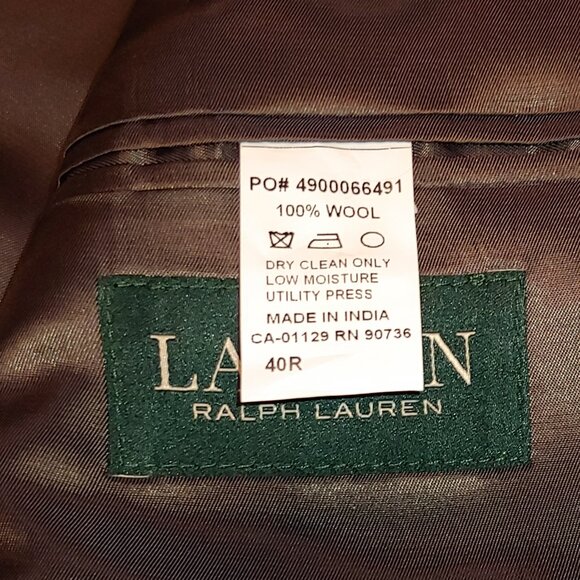 PO# 4900066491
100% WOOL
DRY CLEAN ONLY
LOW MOISTURE
UTILITY PRESS
MADE IN INDIA
CA-01129 RN 90736
40R
RALPH LAUREN